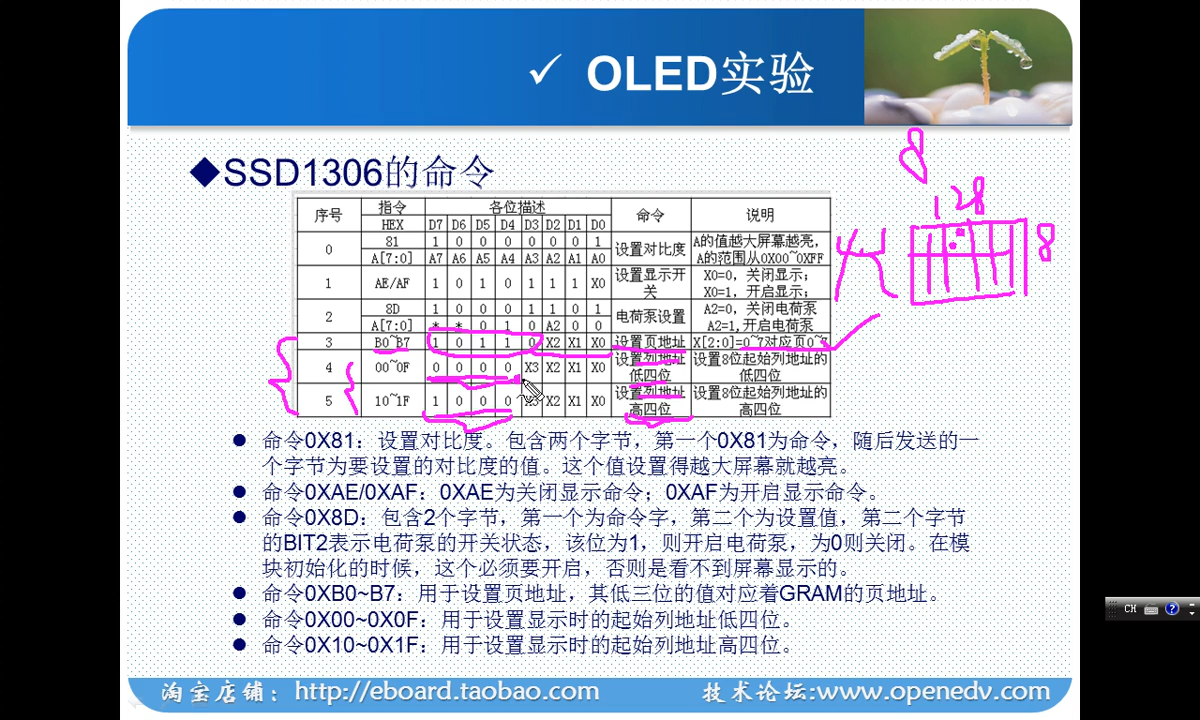 ✓ OLED实验
◆SSD1306的命令
序号 指令 各位描述 命令 说明
HEX D7 D6 D5 D4 D3 D2 D1 D0
0 81 1 0 0 0 0 0 0 1 设置对比度 A的值越大屏幕越亮，
A[7:0] A7 A6 A5 A4 A3 A2 A1 A0 A的范围从0X00~0XFF
1 AE/AF 1 0 1 0 1 1 1 X0 设置显示开关 X0=0，关闭显示；
X0=1，开启显示；
2 8D 1 0 0 0 1 1 0 1 电荷泵设置 A2=0，关闭电荷泵
A[7:0] * * 0 1 0 A2 0 0 A2=1,开启电荷泵
3 B0~B7 1 0 1 1 0 X2 X1 X0 设置页地址 X[2:0]=0~7对应页0~7
4 00~0F 0 0 0 0 X3 X2 X1 X0 设置列地址低四位 设置8位起始列地址的低四位
5 10~1F 1 0 0 0 X3 X2 X1 X0 设置列地址高四位 设置8位起始列地址的高四位
8
128
8
● 命令0X81：设置对比度。包含两个字节，第一个0X81为命令，随后发送的一
个字节为要设置的对比度的值。这个值设置得越大屏幕就越亮。
● 命令0XAE/0XAF：0XAE为关闭显示命令；0XAF为开启显示命令。
● 命令0X8D：包含2个字节，第一个为命令字，第二个为设置值，第二个字节
的BIT2表示电荷泵的开关状态，该位为1，则开启电荷泵，为0则关闭。在模
块初始化的时候，这个必须要开启，否则是看不到屏幕显示的。
● 命令0XB0~B7：用于设置页地址，其低三位的值对应着GRAM的页地址。
● 命令0X00~0X0F：用于设置显示时的起始列地址低四位。
● 命令0X10~0X1F：用于设置显示时的起始列地址高四位。
CH
淘宝店铺：http://eboard.taobao.com 技术论坛:www.openedv.com